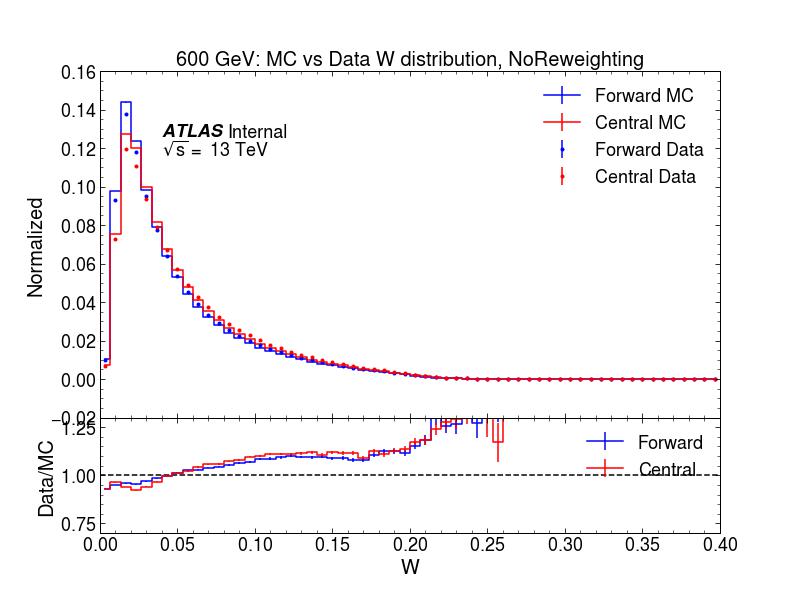 600 GeV: MC vs Data W distribution, NoReweighting
0.16
0.14
0.12
0.10
0.08
0.06
0.04
0.02
0.00
−0.02
Normalized
ATLAS Internal
√s = 13 TeV
Forward MC
Central MC
Forward Data
Central Data
1.25
1.00
0.75
Data/MC
Forward
Central
0.00 0.05 0.10 0.15 0.20 0.25 0.30 0.35 0.40
W